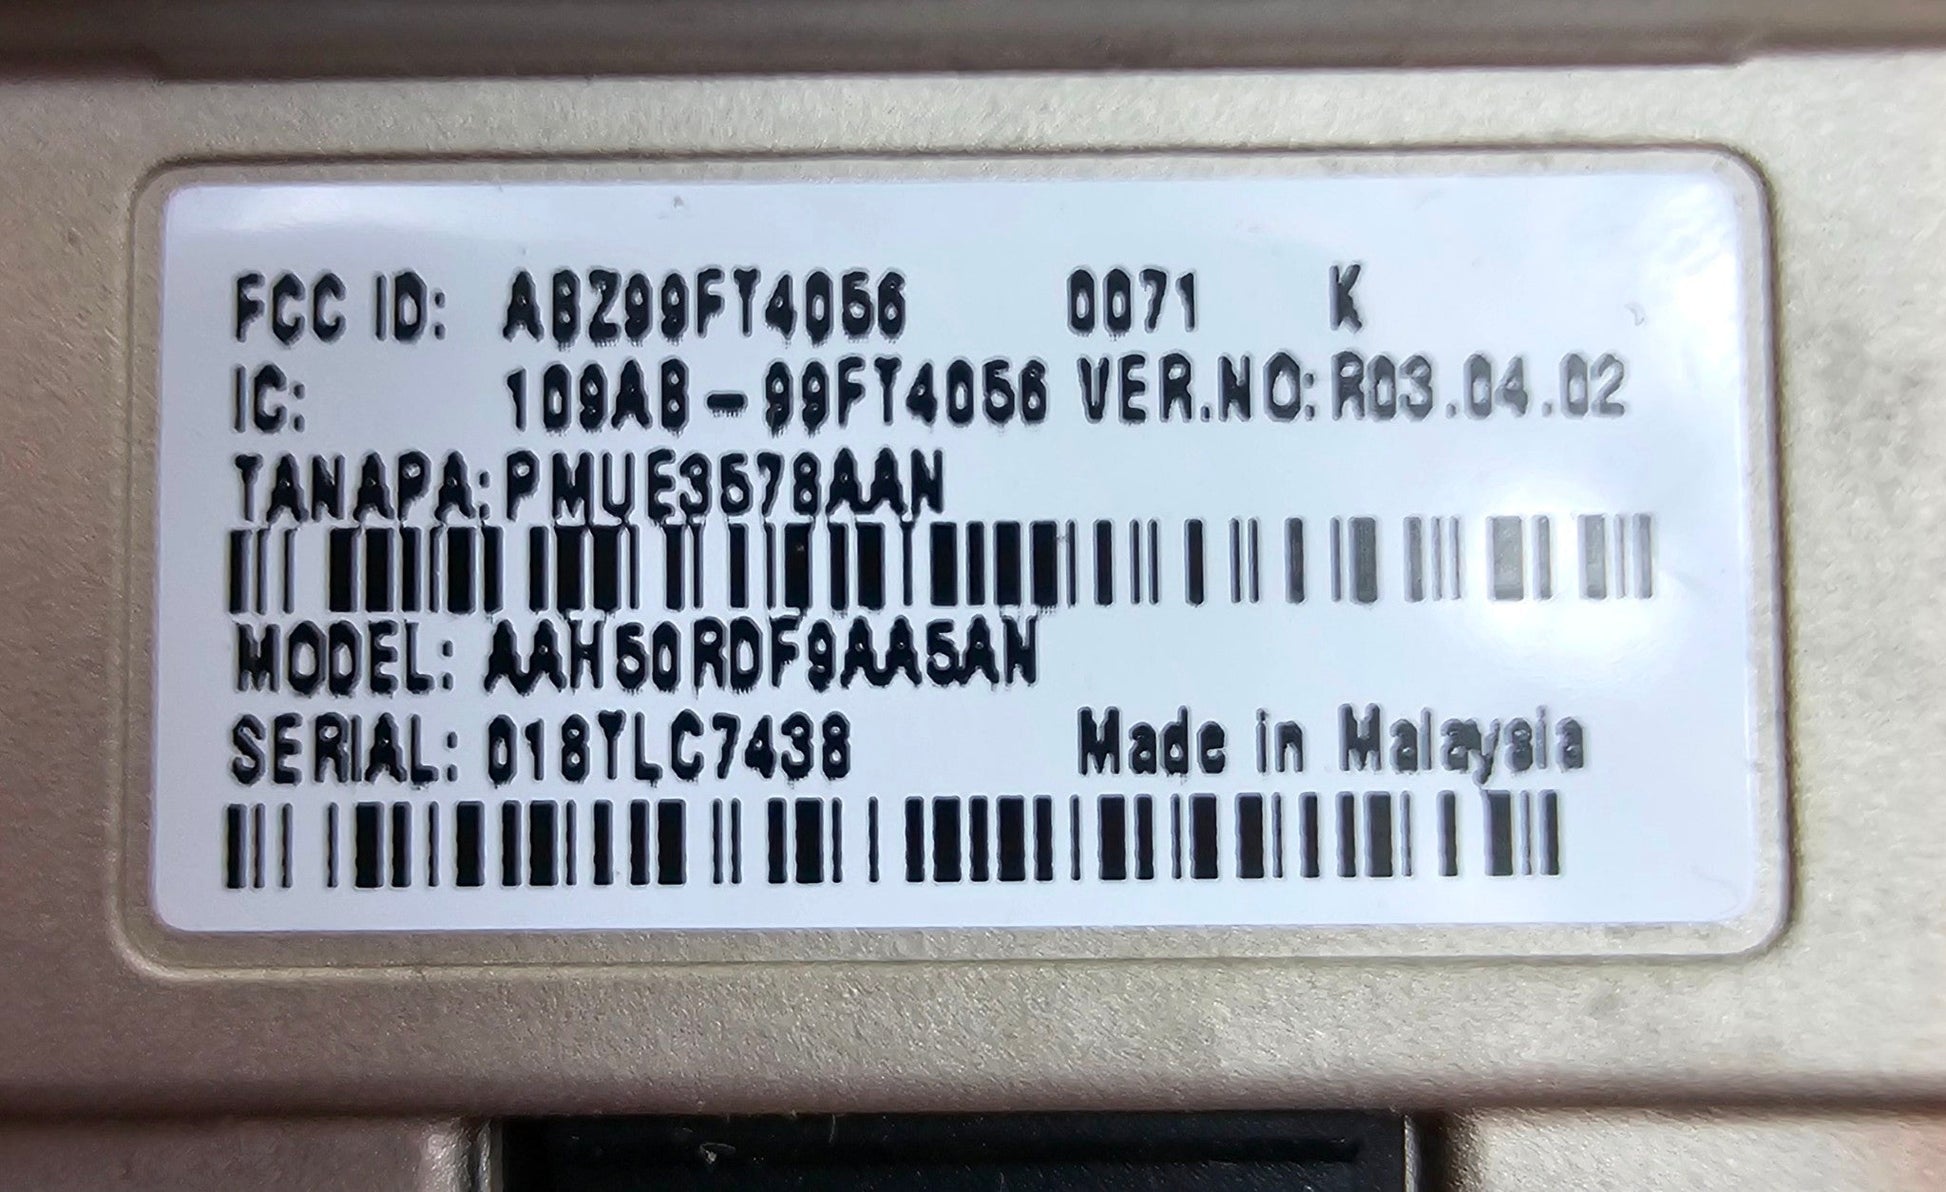 FCC ID: ABZ99FT4056 0071 K
IC: 109AB-99FT4056 VER.NO: R03.04.02
TANAPA: PMUE3578AAN
MODEL: AAH50RDF9AA5AN
SERIAL: 018TLC7438 Made in Malaysia